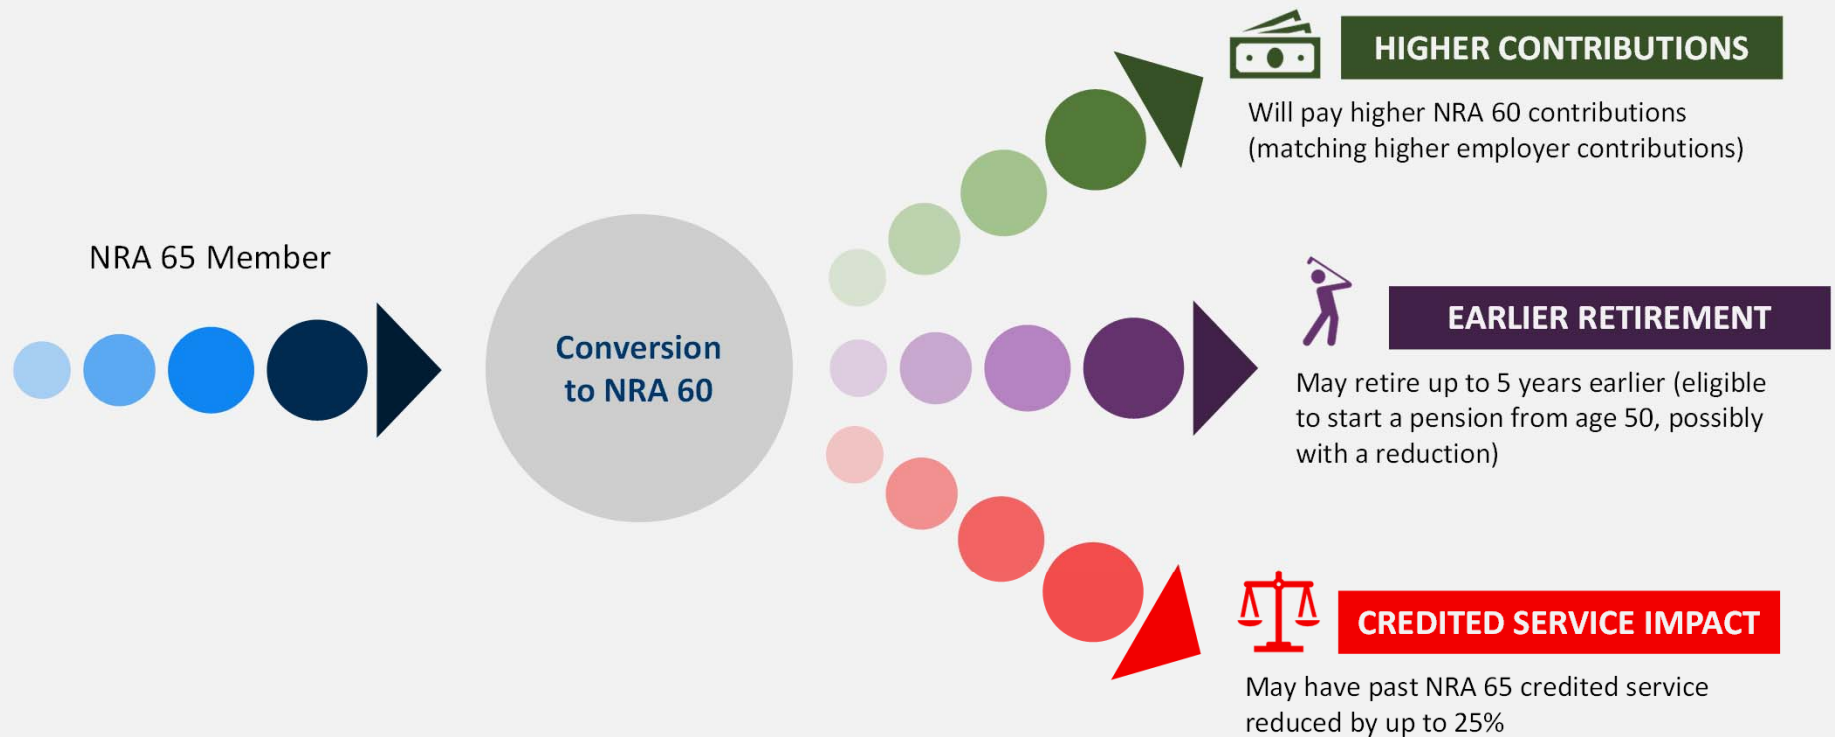 NRA 65 Member
Conversion
to NRA 60
HIGHER CONTRIBUTIONS
Will pay higher NRA 60 contributions
(matching higher employer contributions)
EARLIER RETIREMENT
May retire up to 5 years earlier (eligible
to start a pension from age 50, possibly
with a reduction)
CREDITED SERVICE IMPACT
May have past NRA 65 credited service
reduced by up to 25%